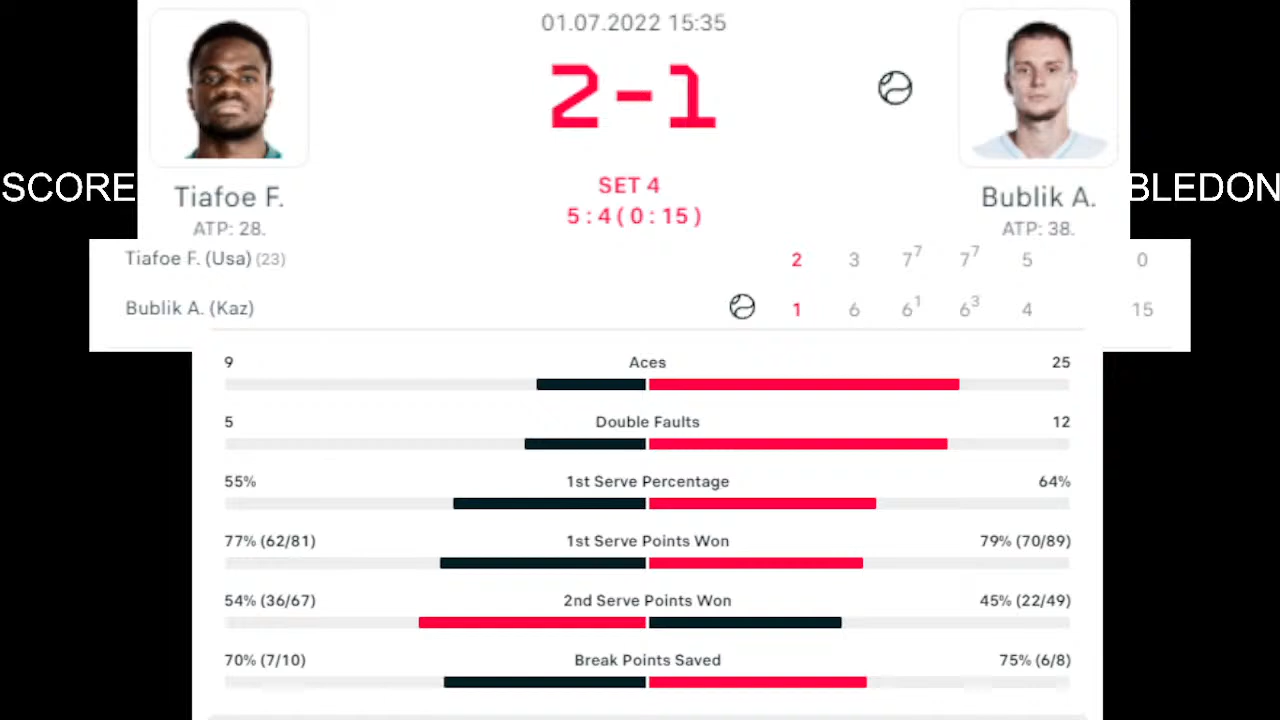 01.07.2022 15:35
2-1
SCORE
BLEDON
Tiafoe F.
Bublik A.
SET 4
5 : 4 ( 0 : 15 )
ATP: 28.
ATP: 38.
Tiafoe F. (Usa) (23) 2 3 7⁷ 7⁷ 5 0
Bublik A. (Kaz) 1 6 6¹ 6³ 4 15
9 Aces 25
5 Double Faults 12
55% 1st Serve Percentage 64%
77% (62/81) 1st Serve Points Won 79% (70/89)
54% (36/67) 2nd Serve Points Won 45% (22/49)
70% (7/10) Break Points Saved 75% (6/8)